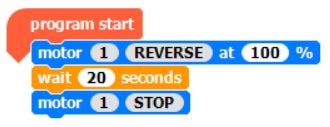 program start
motor 1 REVERSE at 100 %
wait 20 seconds
motor 1 STOP